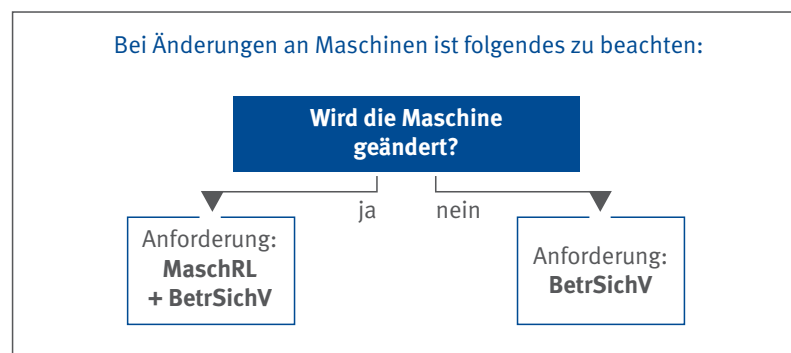 Bei Änderungen an Maschinen ist folgendes zu beachten:
Wird die Maschine
geändert?
ja
nein
Anforderung:
MaschRL
+ BetrSichV
Anforderung:
BetrSichV